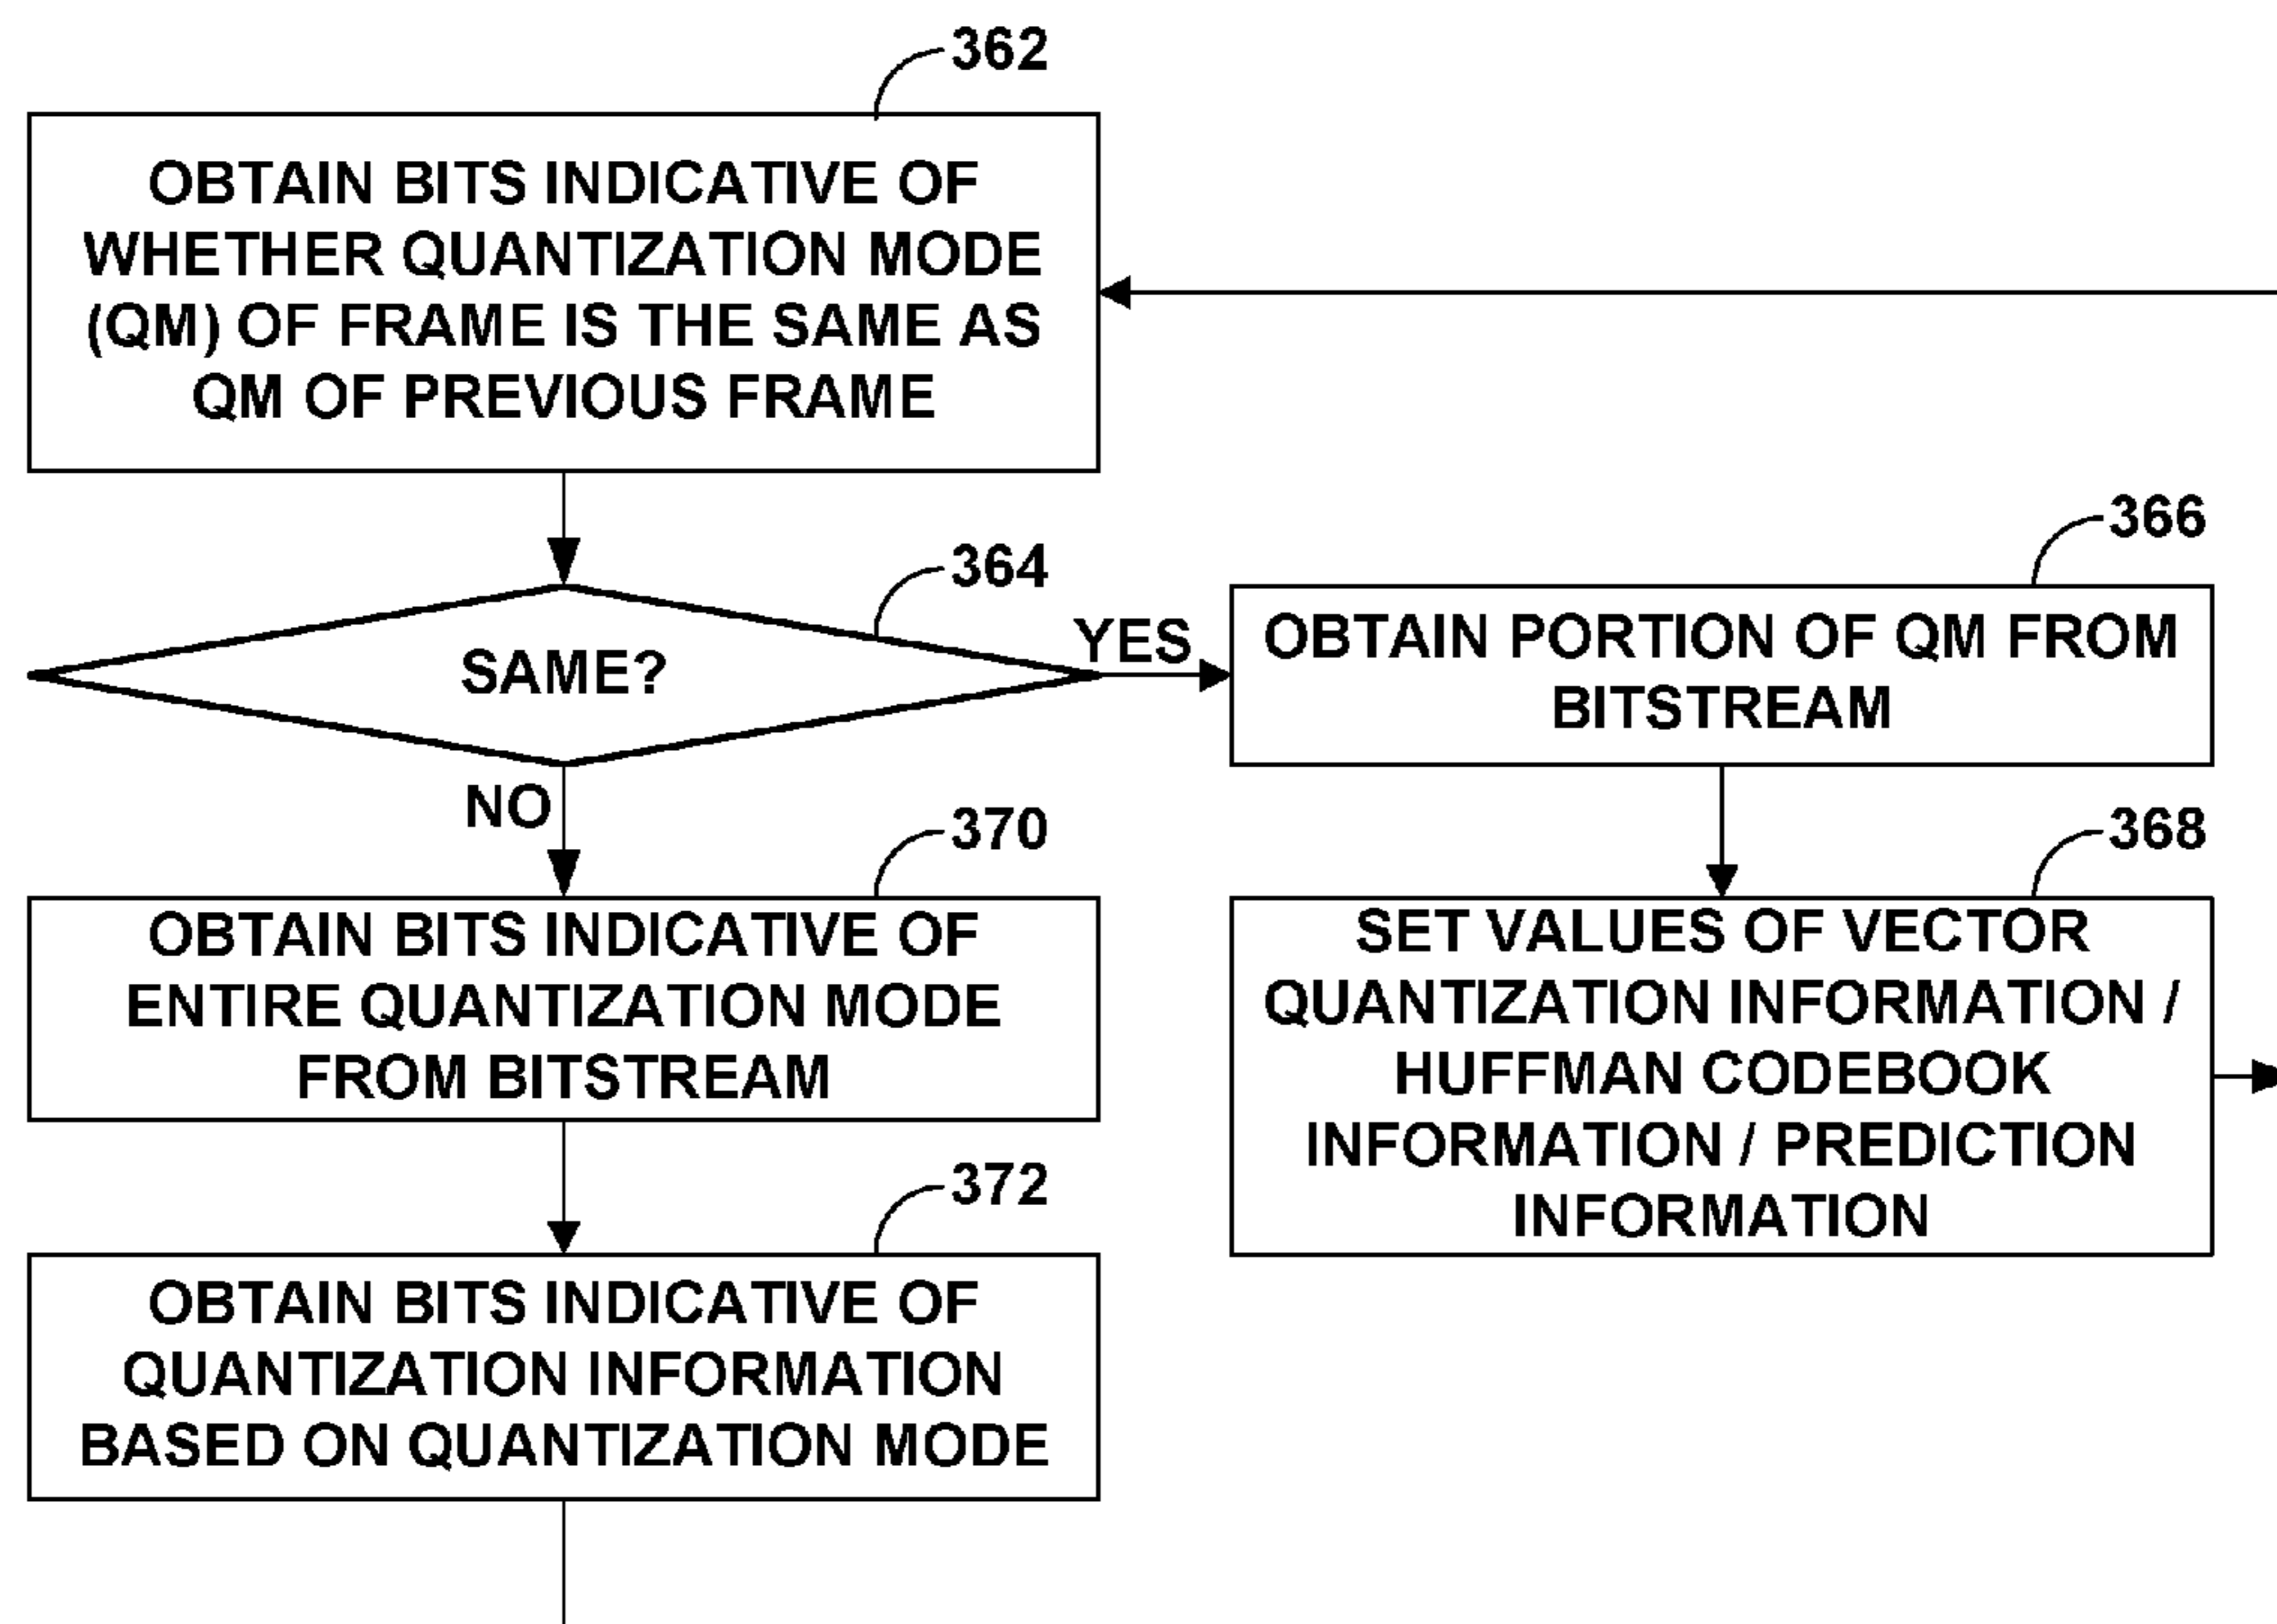 362
OBTAIN BITS INDICATIVE OF
WHETHER QUANTIZATION MODE
(QM) OF FRAME IS THE SAME AS
QM OF PREVIOUS FRAME
364
SAME?
YES
366
OBTAIN PORTION OF QM FROM
BITSTREAM
NO
370
OBTAIN BITS INDICATIVE OF
ENTIRE QUANTIZATION MODE
FROM BITSTREAM
368
SET VALUES OF VECTOR
QUANTIZATION INFORMATION /
HUFFMAN CODEBOOK
INFORMATION / PREDICTION
INFORMATION
372
OBTAIN BITS INDICATIVE OF
QUANTIZATION INFORMATION
BASED ON QUANTIZATION MODE